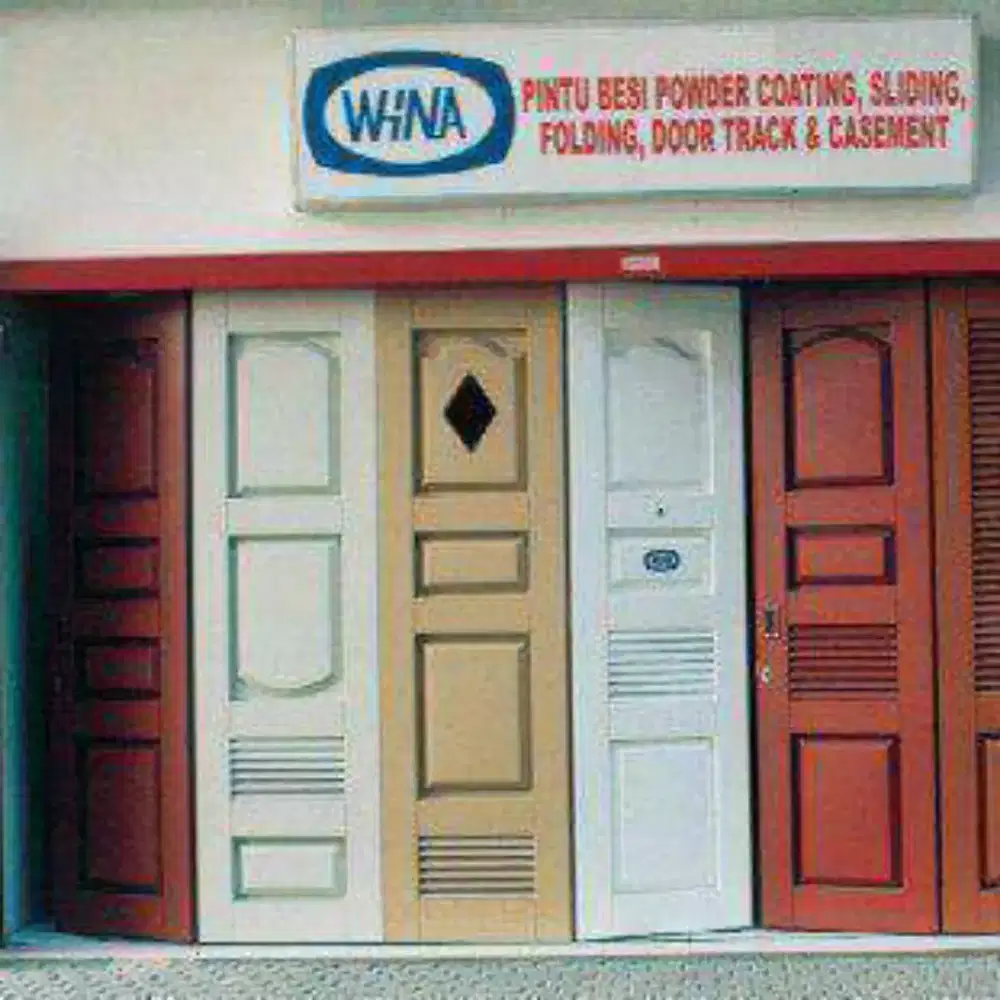 WINA
PINTU BESI POWDER COATING, SLIDING,
FOLDING, DOOR TRACK & CASEMENT